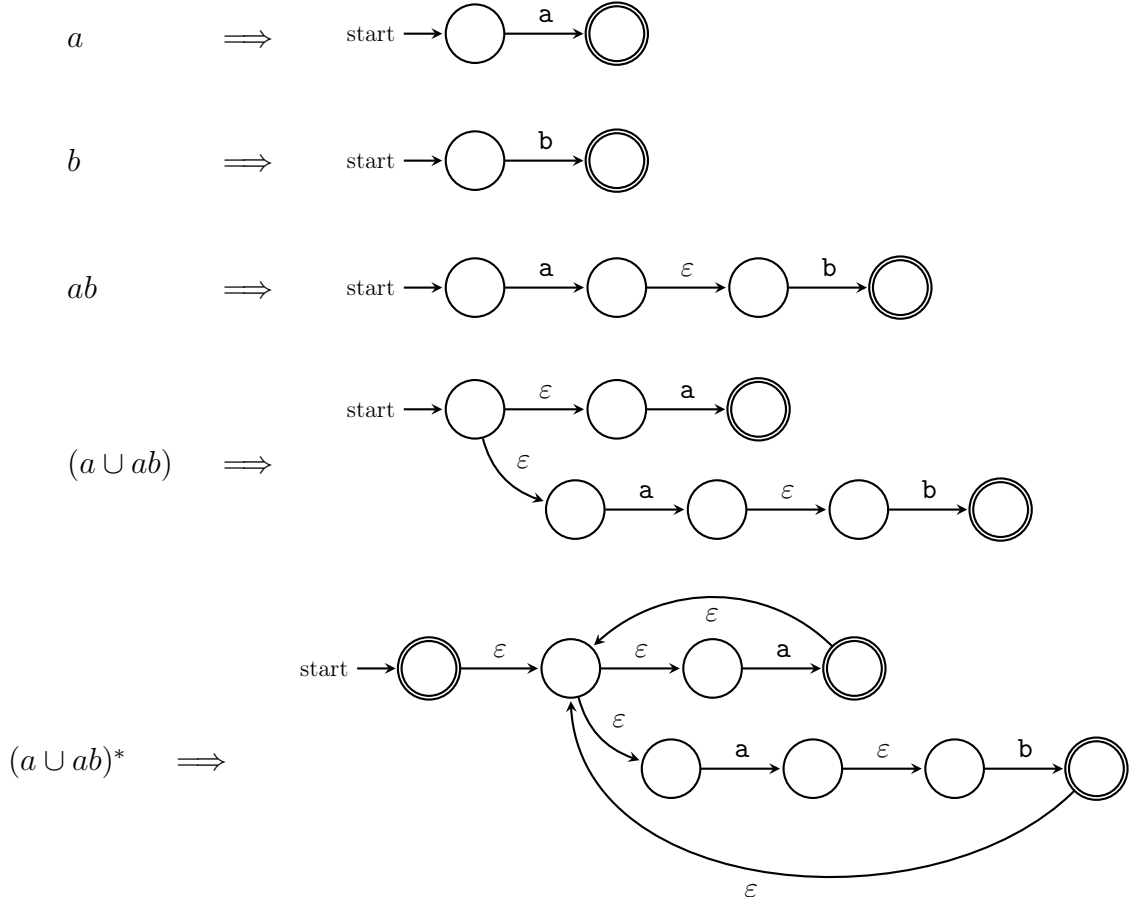 a ⟹ start a
b ⟹ start b
ab ⟹ start a ε b
(a ∪ ab) ⟹ start ε a
ε a ε b
ε
start ε ε a
(a ∪ ab)* ⟹ ε a ε b
ε